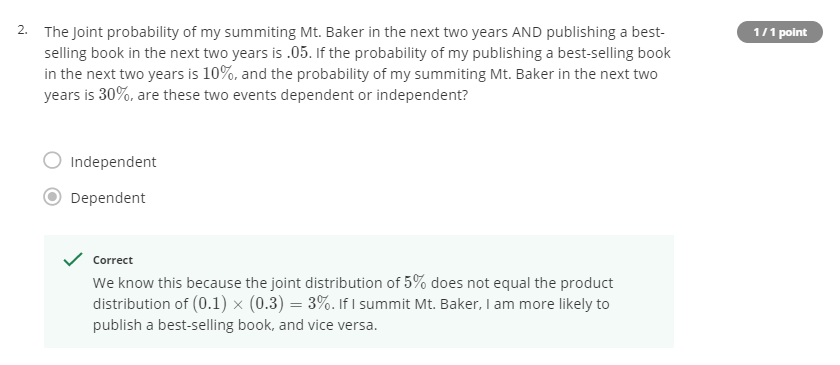 2. The Joint probability of my summiting Mt. Baker in the next two years AND publishing a best-
1 / 1 point
selling book in the next two years is .05. If the probability of my publishing a best-selling book
in the next two years is 10%, and the probability of my summiting Mt. Baker in the next two
years is 30%, are these two events dependent or independent?
Independent
Dependent
Correct
We know this because the joint distribution of 5% does not equal the product
distribution of (0.1) × (0.3) = 3%. If I summit Mt. Baker, I am more likely to
publish a best-selling book, and vice versa.